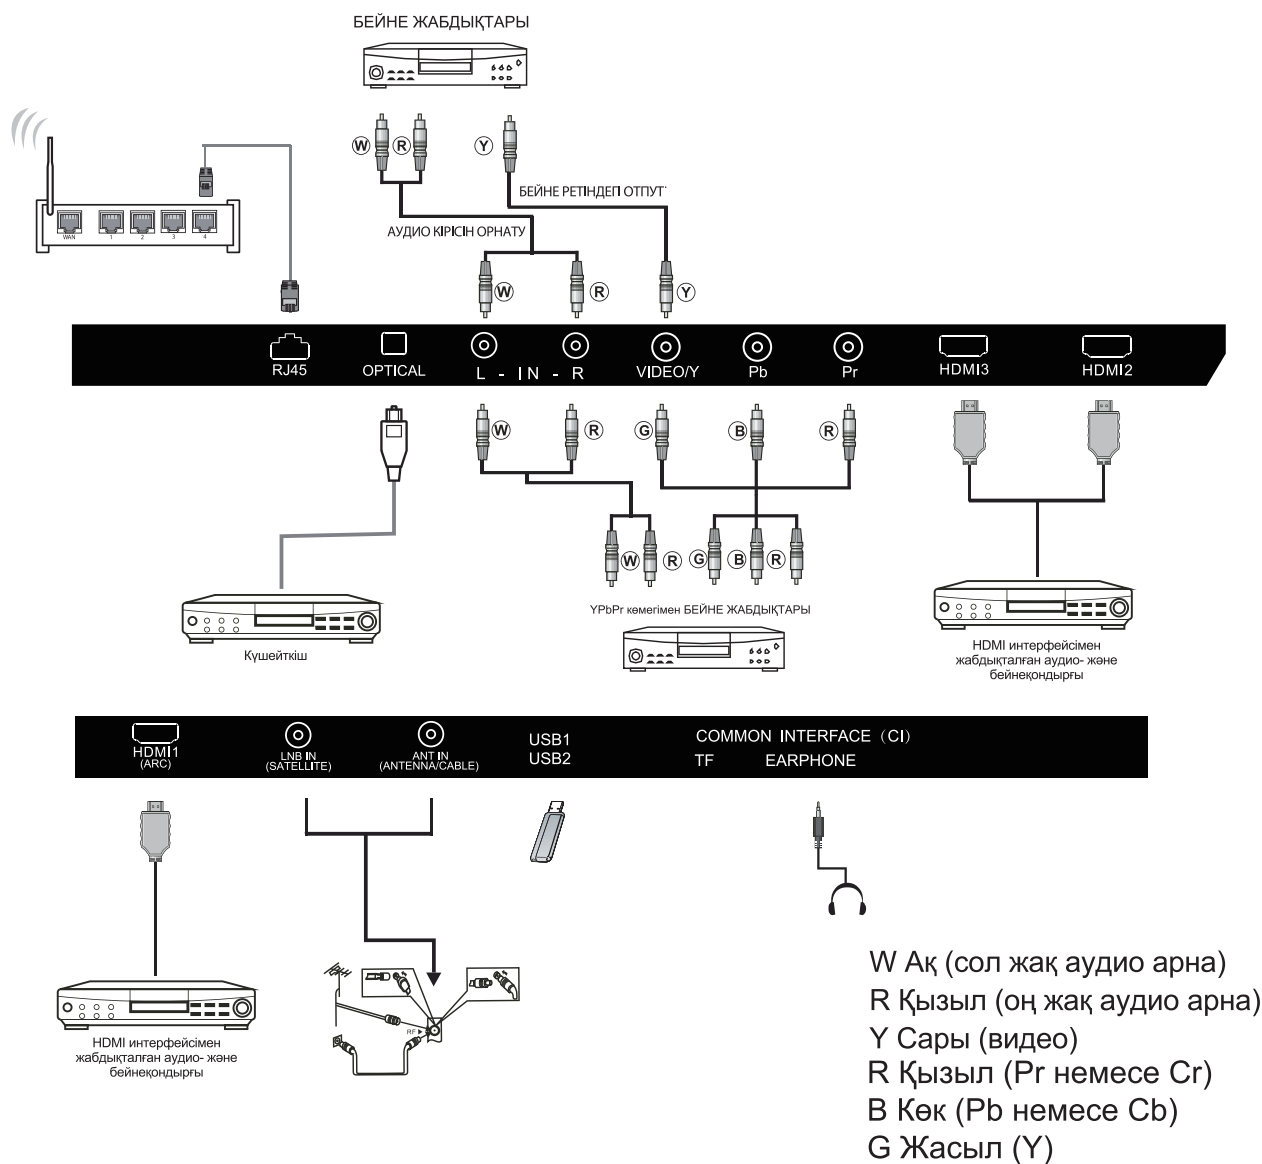 БЕЙНЕ ЖАБДЫҚТАРЫ
W R Y
БЕЙНЕ РЕТІНДЕГІ ОТПУТ
АУДИО КІРІСІН ОРНАТУ
WAN 1 2 3 4
W R Y
RJ45 OPTICAL L - IN - R VIDEO/Y Pb Pr HDMI3 HDMI2
W R G B R
W R G B R
YPbPr көмегімен БЕЙНЕ ЖАБДЫҚТАРЫ
Күшейткіш
HDMI интерфейсімен
жабдықталған аудио- және
бейнеқондырғы
HDMI1
(ARC)
LNB IN
(SATELLITE)
ANT IN
(ANTENNA/CABLE)
USB1
USB2
COMMON INTERFACE (CI)
TF EARPHONE
RF
HDMI интерфейсімен
жабдықталған аудио- және
бейнеқондырғы
W Ақ (сол жақ аудио арна)
R Қызыл (оң жақ аудио арна)
Y Сары (видео)
R Қызыл (Pr немесе Cr)
B Көк (Pb немесе Cb)
G Жасыл (Y)